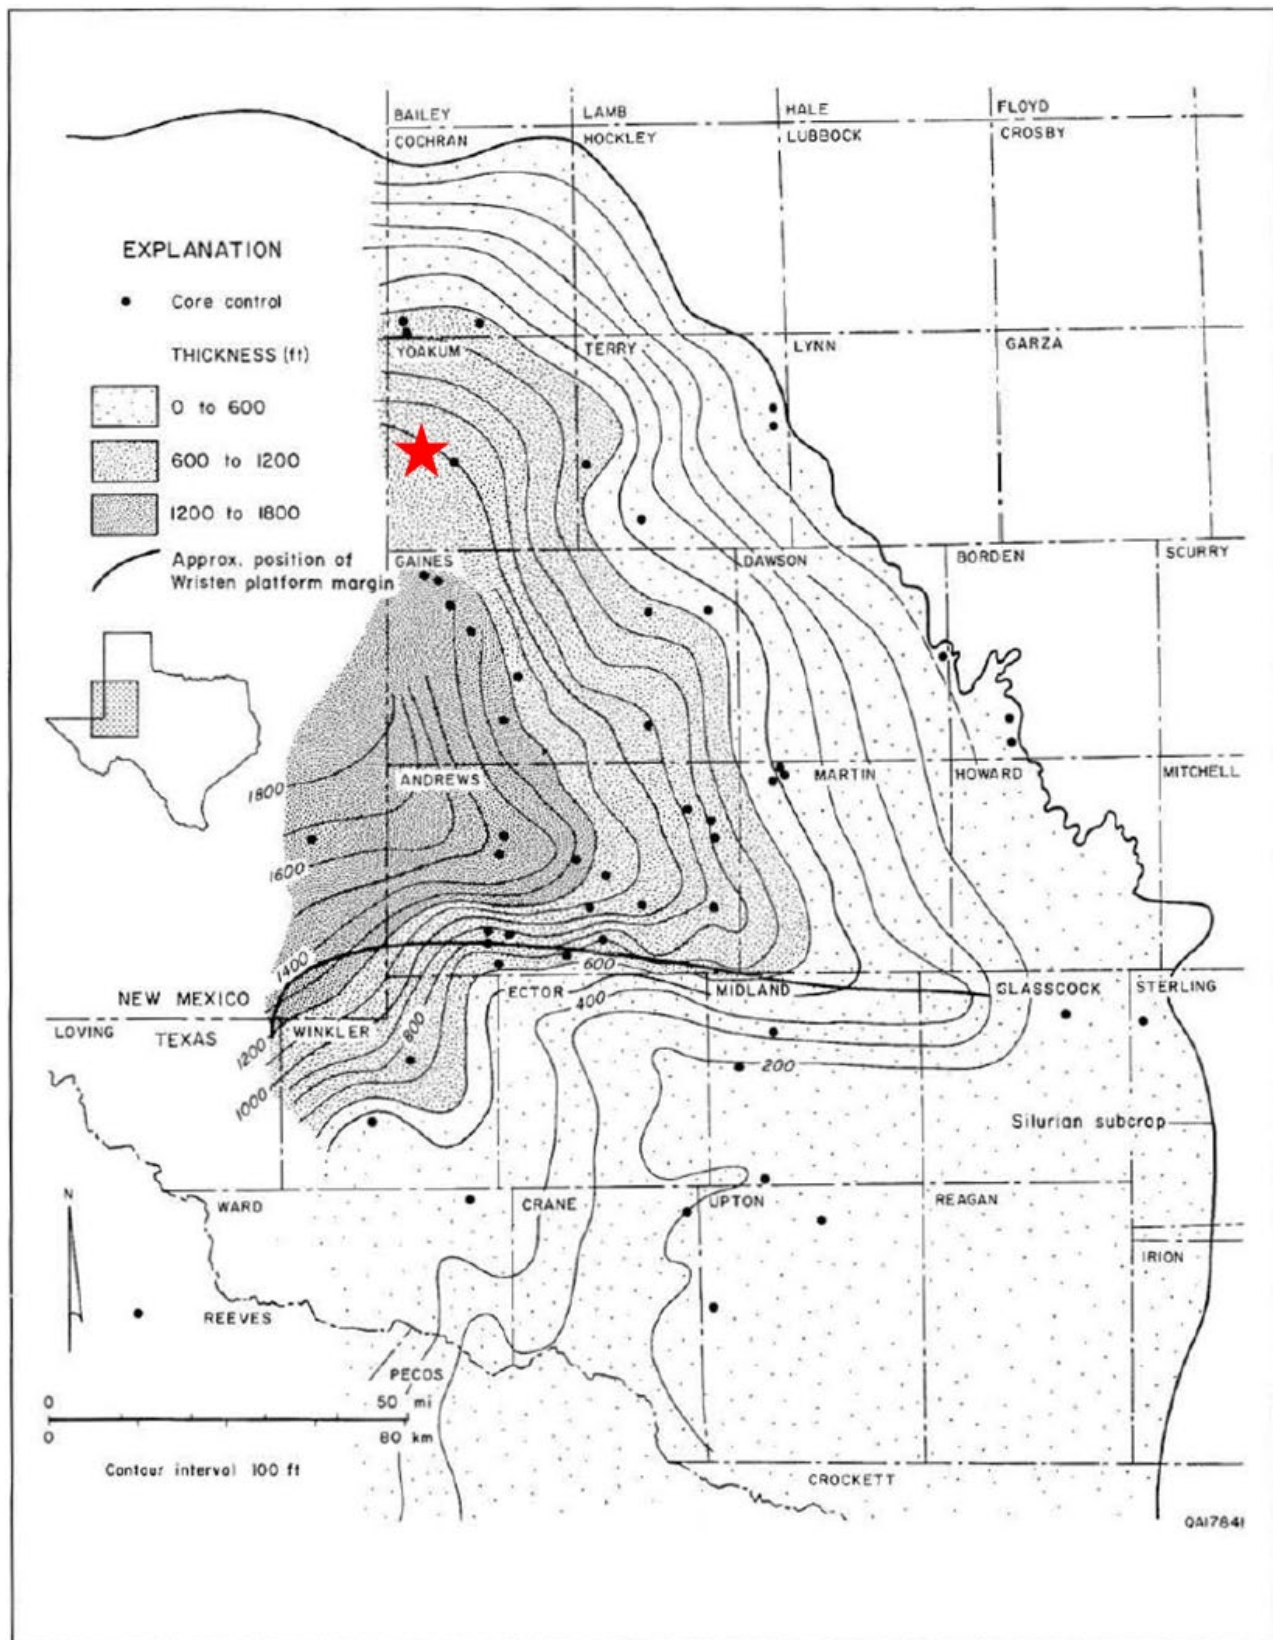 BAILEY LAMB HALE FLOYD
COCHRAN HOCKLEY LUBBOCK CROSBY
EXPLANATION
Core control
THICKNESS (ft)
0 to 600
600 to 1200
1200 to 1800
Approx. position of
Wristen platform margin
YOAKUM TERRY LYNN GARZA
GAINES DAWSON BORDEN SCURRY
ANDREWS MARTIN HOWARD MITCHELL
1800
1600
1400
600
NEW MEXICO ECTOR 400 MIDLAND GLASSCOCK STERLING
LOVING TEXAS WINKLER
1200 800
200
1000
Silurian subcrop
N
WARD CRANE UPTON REAGAN
IRION
REEVES
PECOS
0 50 mi
0 80 km
Contour interval 100 ft
CROCKETT
QA17841